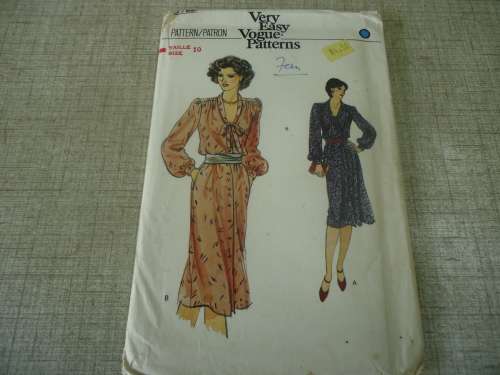 Very
Easy
PATTERN/PATRON
Vogue
Patterns
TAILLE
SIZE 10
B
A